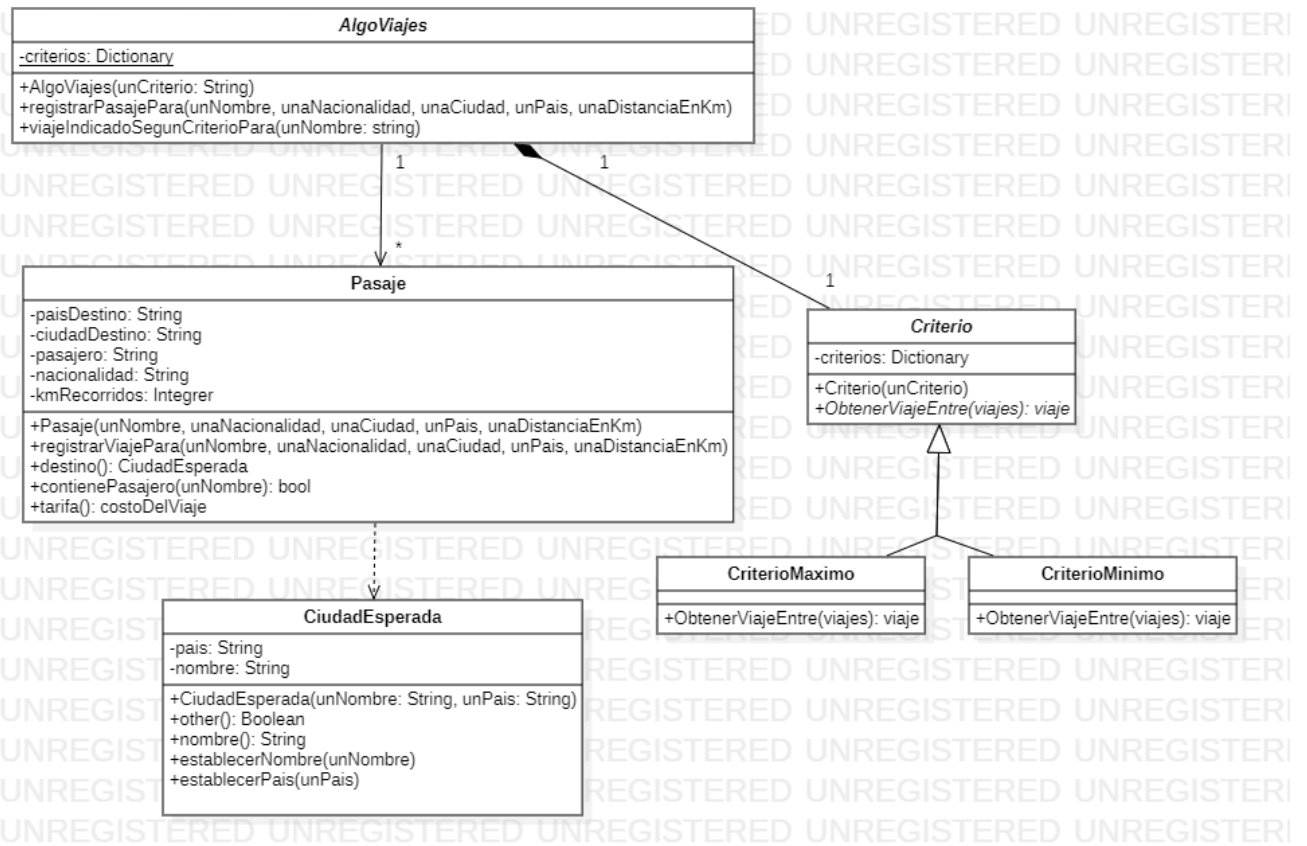 AlgoViajes
-criterios: Dictionary
+AlgoViajes(unCriterio: String)
+registrarPasajePara(unNombre, unaNacionalidad, unaCiudad, unPais, unaDistanciaEnKm)
+viajeIndicadoSegunCriterioPara(unNombre: string)
1
1
*
1
Pasaje
-paisDestino: String
-ciudadDestino: String
-pasajero: String
-nacionalidad: String
-kmRecorridos: Integrer
+Pasaje(unNombre, unaNacionalidad, unaCiudad, unPais, unaDistanciaEnKm)
+registrarViajePara(unNombre, unaNacionalidad, unaCiudad, unPais, unaDistanciaEnKm)
+destino(): CiudadEsperada
+contienePasajero(unNombre): bool
+tarifa(): costoDelViaje
Criterio
-criterios: Dictionary
+Criterio(unCriterio)
+ObtenerViajeEntre(viajes): viaje
CriterioMaximo
+ObtenerViajeEntre(viajes): viaje
CriterioMinimo
+ObtenerViajeEntre(viajes): viaje
CiudadEsperada
-pais: String
-nombre: String
+CiudadEsperada(unNombre: String, unPais: String)
+other(): Boolean
+nombre(): String
+establecerNombre(unNombre)
+establecerPais(unPais)
UNREGISTERED UNREGISTERED UNREGISTERED UNREGISTERED UNREGISTERED